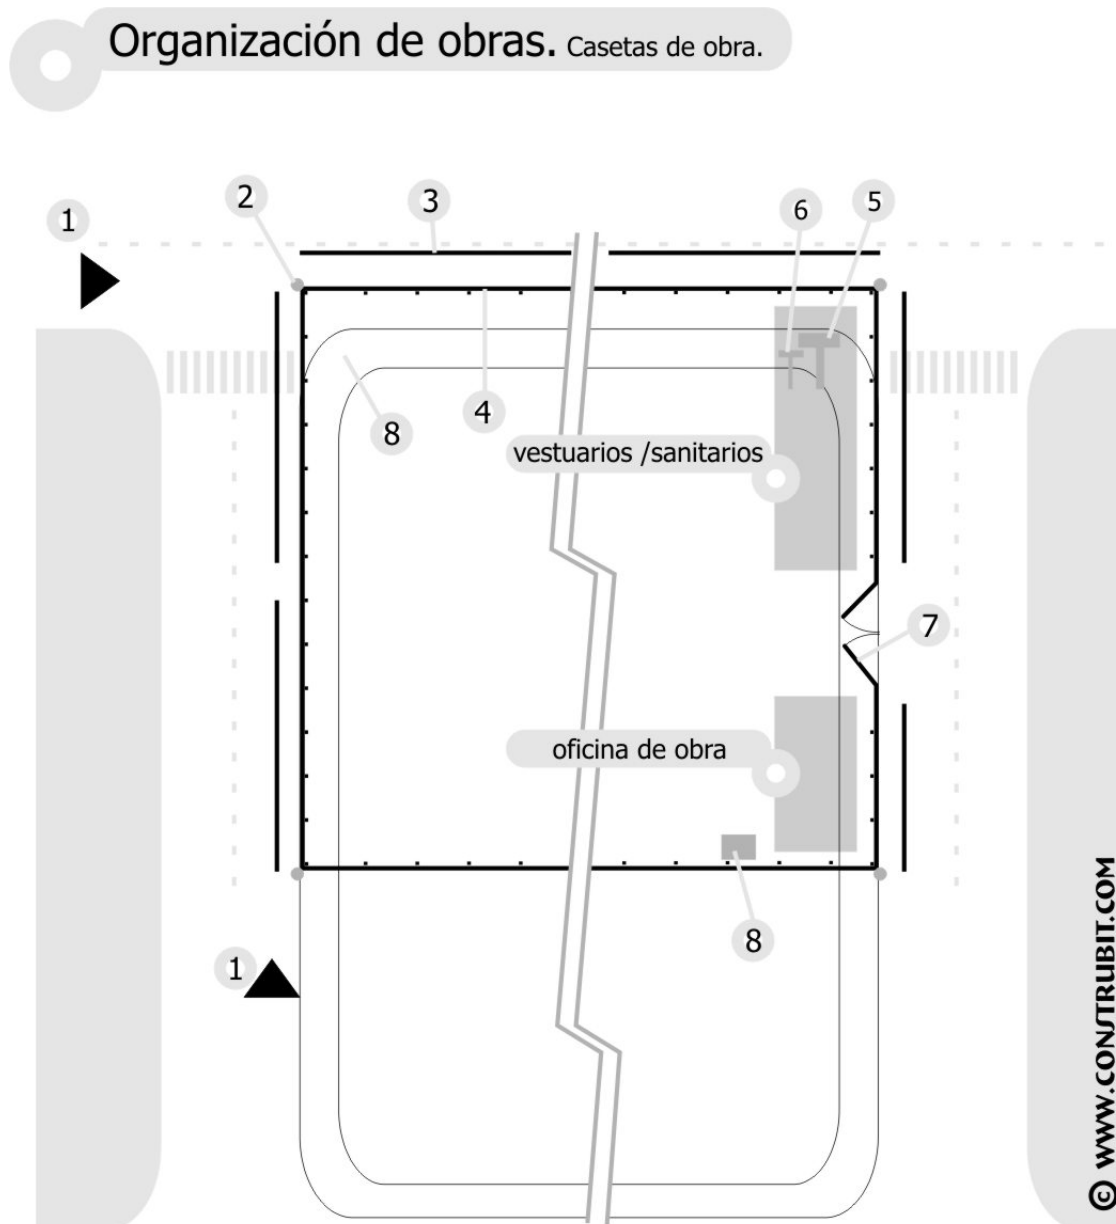 Organización de obras. Casetas de obra.
1
2
3
6
5
8
4
vestuarios /sanitarios
7
oficina de obra
8
1
© WWW.CONSTRUBIT.COM